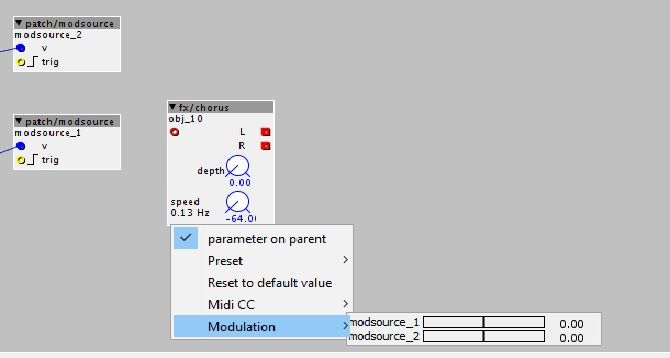 patch/modsource
modsource_2
v
trig
patch/modsource
modsource_1
v
trig
fx/chorus
obj_10
L
R
depth
0.00
speed
0.13 Hz
-64.0
parameter on parent
Preset
Reset to default value
Midi CC
Modulation
modsource_1 0.00
modsource_2 0.00